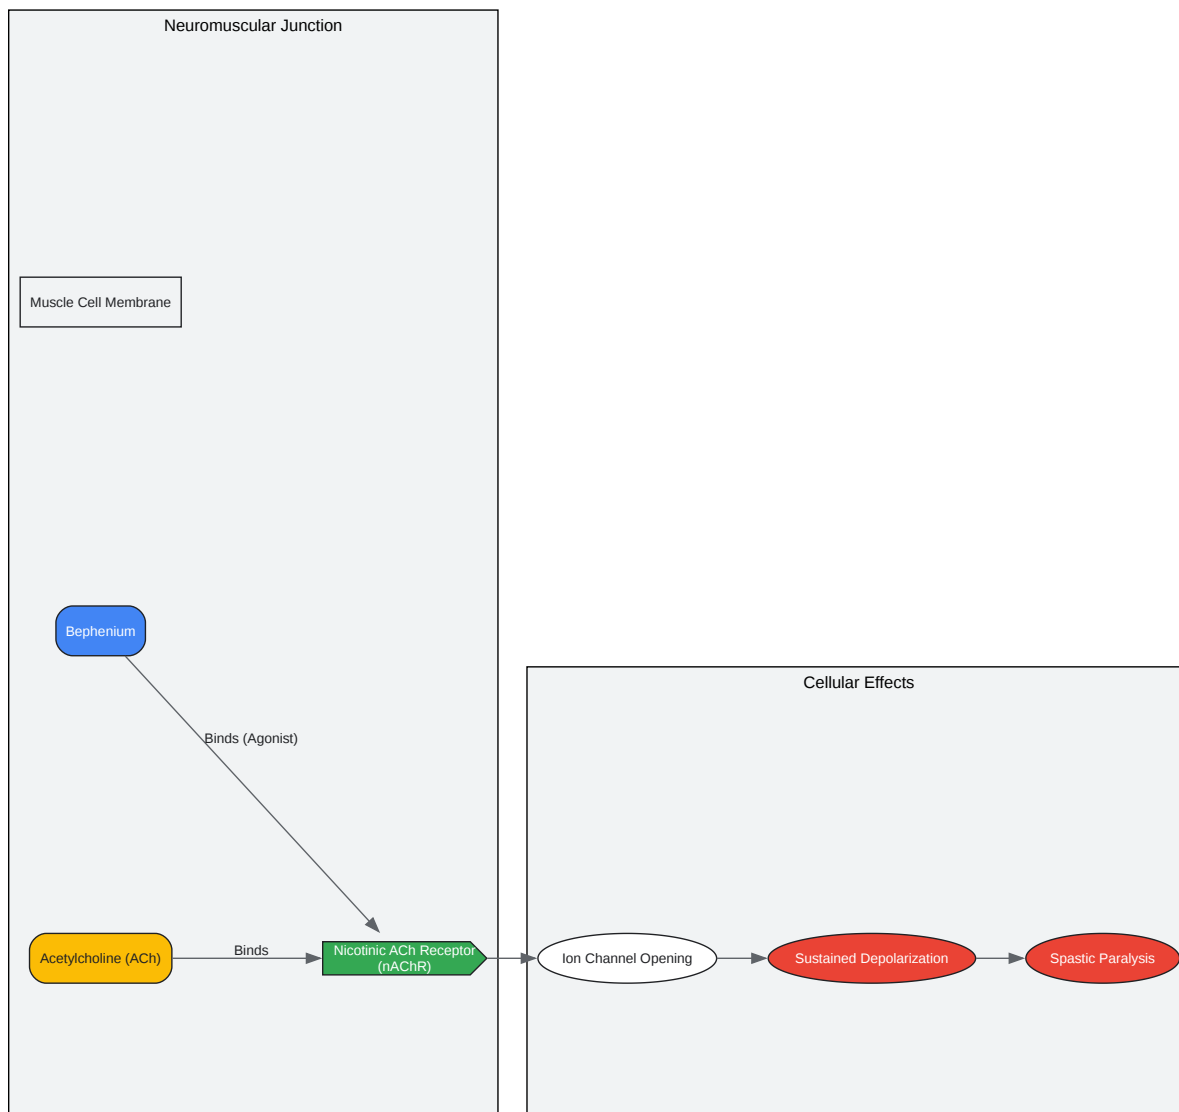 Neuromuscular Junction
Muscle Cell Membrane
Bephenium
Binds (Agonist)
Cellular Effects
Acetylcholine (ACh)
Binds
Nicotinic ACh Receptor
(nAChR)
Ion Channel Opening
Sustained Depolarization
Spastic Paralysis